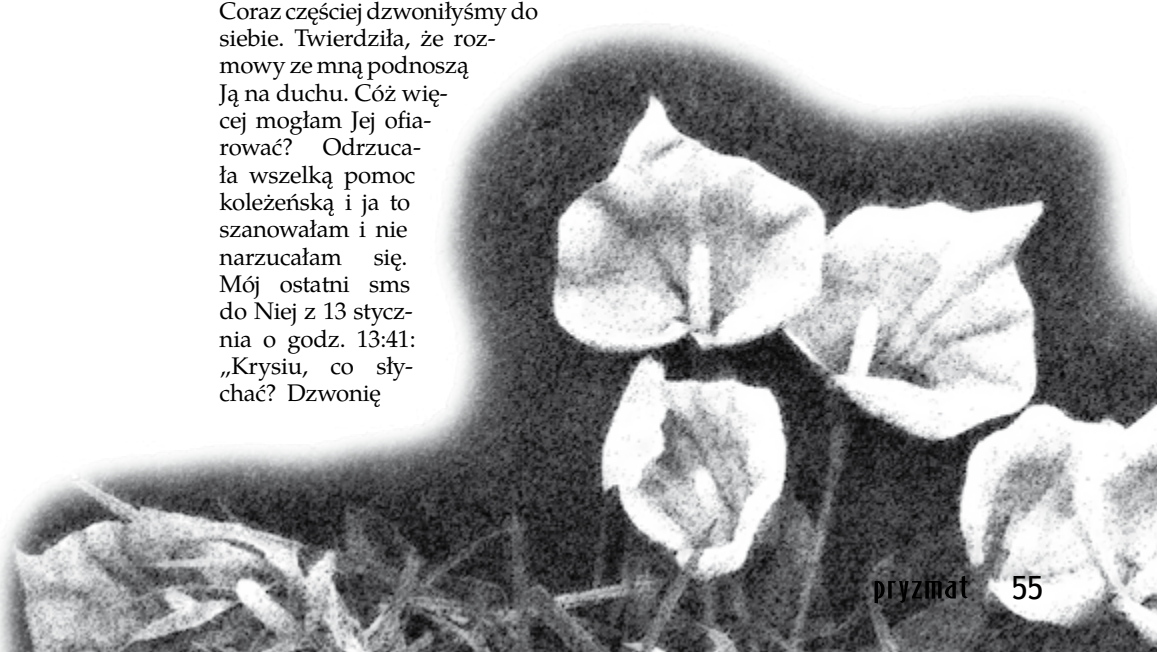 Coraz częściej dzwoniłyśmy do
siebie. Twierdziła, że roz-
mowy ze mną podnoszą
Ją na duchu. Cóż wię-
cej mogłam Jej ofia-
rować? Odrzuca-
ła wszelką pomoc
koleżeńską i ja to
szanowałam i nie
narzucałam się.
Mój ostatni sms
do Niej z 13 stycz-
nia o godz. 13:41:
„Krysiu, co sły-
chać? Dzwonię
pryzmat 55